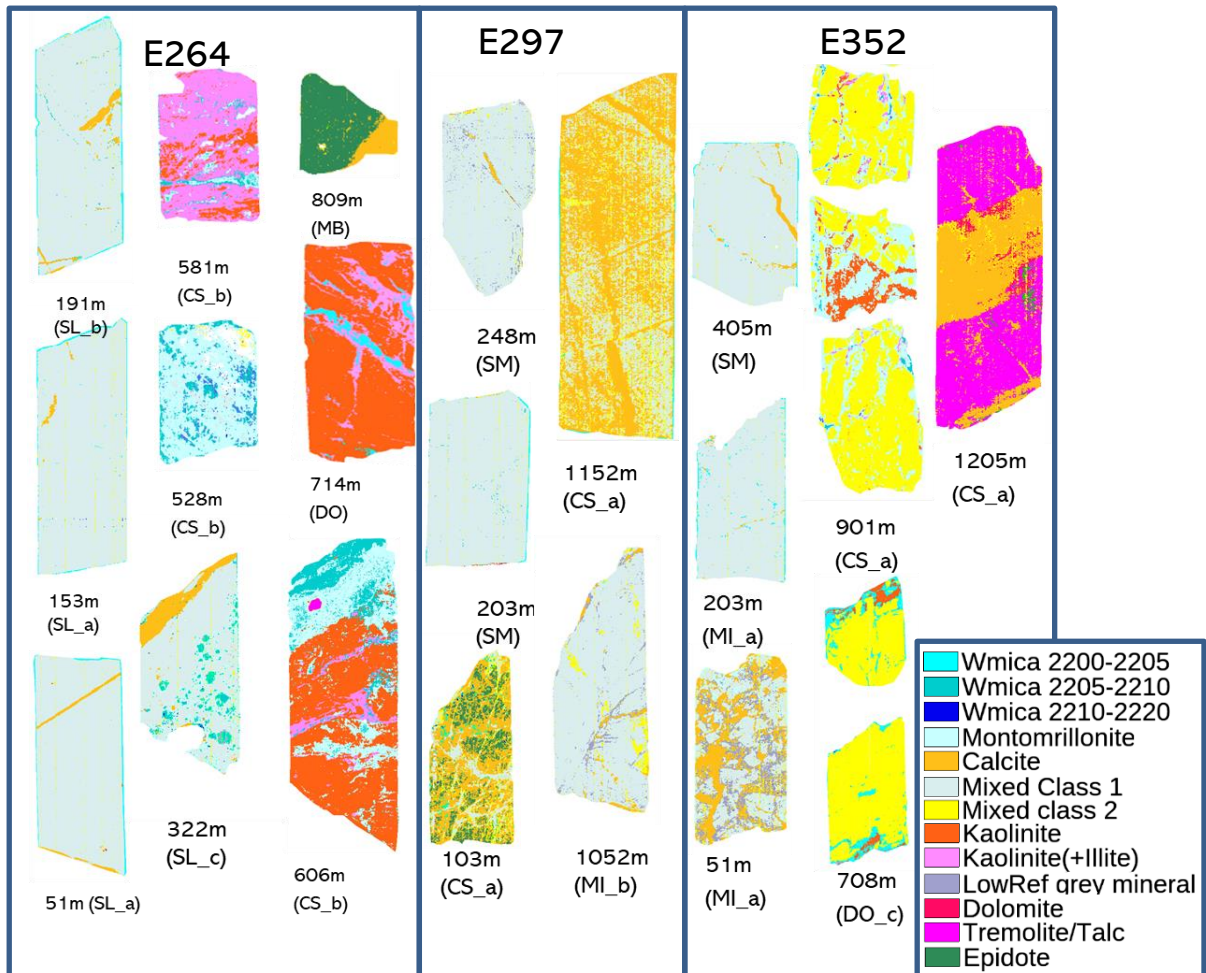 E264
E297
E352
191m
(SL_b)
581m
(CS_b)
809m
(MB)
153m
(SL_a)
528m
(CS_b)
714m
(DO)
51m (SL_a)
322m
(SL_c)
606m
(CS_b)
248m
(SM)
1152m
(CS_a)
203m
(SM)
103m
(CS_a)
1052m
(MI_b)
405m
(SM)
901m
(CS_a)
1205m
(CS_a)
203m
(MI_a)
51m
(MI_a)
708m
(DO_c)
Wmica 2200-2205
Wmica 2205-2210
Wmica 2210-2220
Montomrillonite
Calcite
Mixed Class 1
Mixed class 2
Kaolinite
Kaolinite(+Illite)
LowRef grey mineral
Dolomite
Tremolite/Talc
Epidote